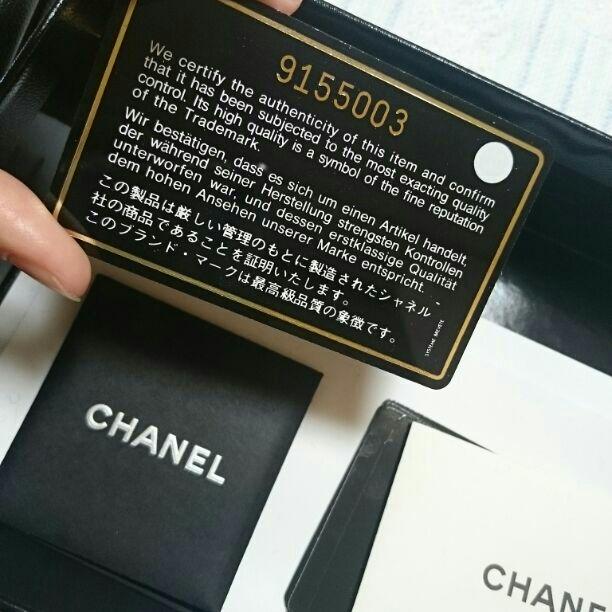 9155003
We certify the authenticity of this item and confirm
that it has been subjected to the most exacting quality
control. Its high quality is a symbol of the fine reputation
of the Trademark.
Wir bestätigen, dass es sich um einen Artikel handelt,
der während seiner Herstellung strengsten Kontrollen
unterworfen war, und dessen erstklässige Qualität
dem hohen Ansehen unserer Marke entspricht.
この製品は厳しい管理のもとに製造されたシャネル
社の商品であることを証明いたします。
このブランド・マークは最高級品質の象徴です。
CHANEL
CHANE